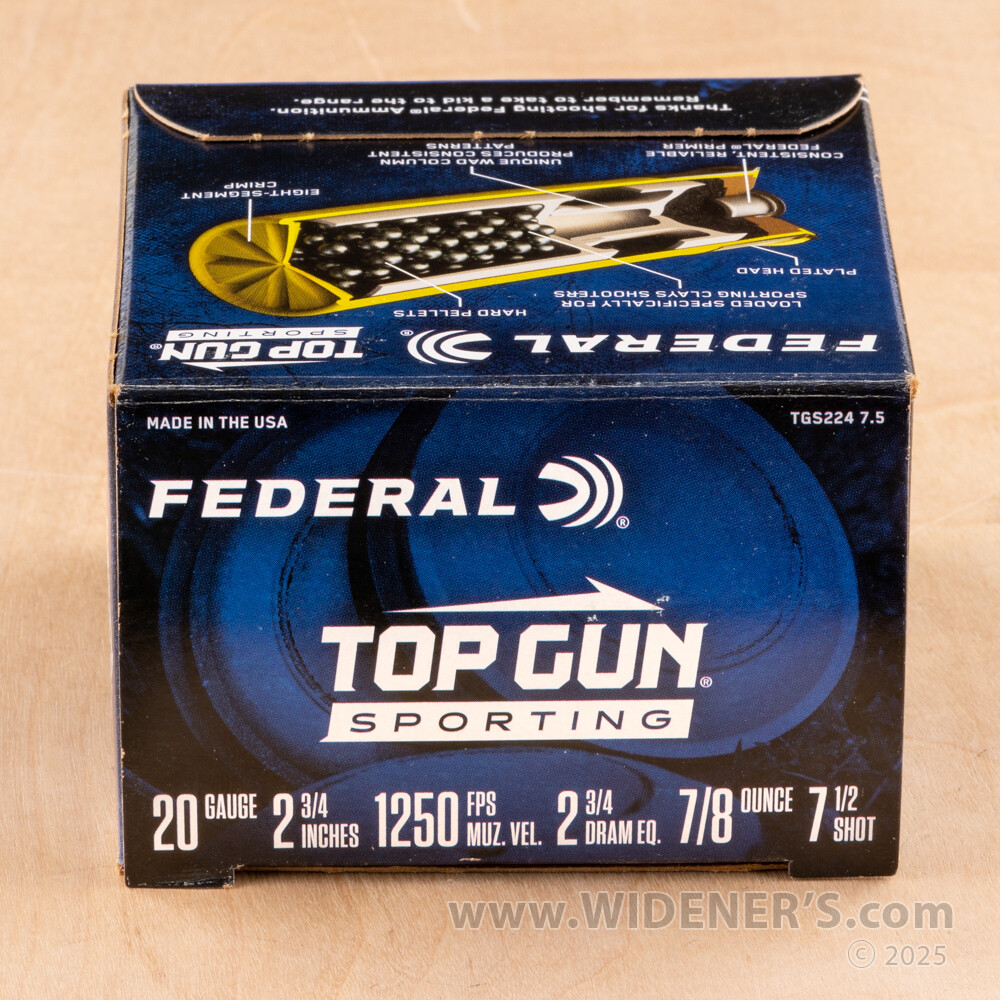 Thanks for shooting Federal® Ammunition.
Remember to take a kid to the range.
CONSISTENT, RELIABLE
FEDERAL® PRIMER
UNIQUE WAD COLUMN
PRODUCES CONSISTENT
PATTERNS
EIGHT-SEGMENT
CRIMP
PLATED HEAD
LOADED SPECIFICALLY FOR
SPORTING CLAYS SHOOTERS
HARD PELLETS
FEDERAL ®
TOP GUN®
SPORTING
MADE IN THE USA
TGS224 7.5
FEDERAL ®
TOP GUN®
SPORTING
20 GAUGE 2 3/4 INCHES 1250 FPS MUZ. VEL. 2 3/4 DRAM EQ. 7/8 OUNCE 7 1/2 SHOT
www.WIDENER'S.com
© 2025